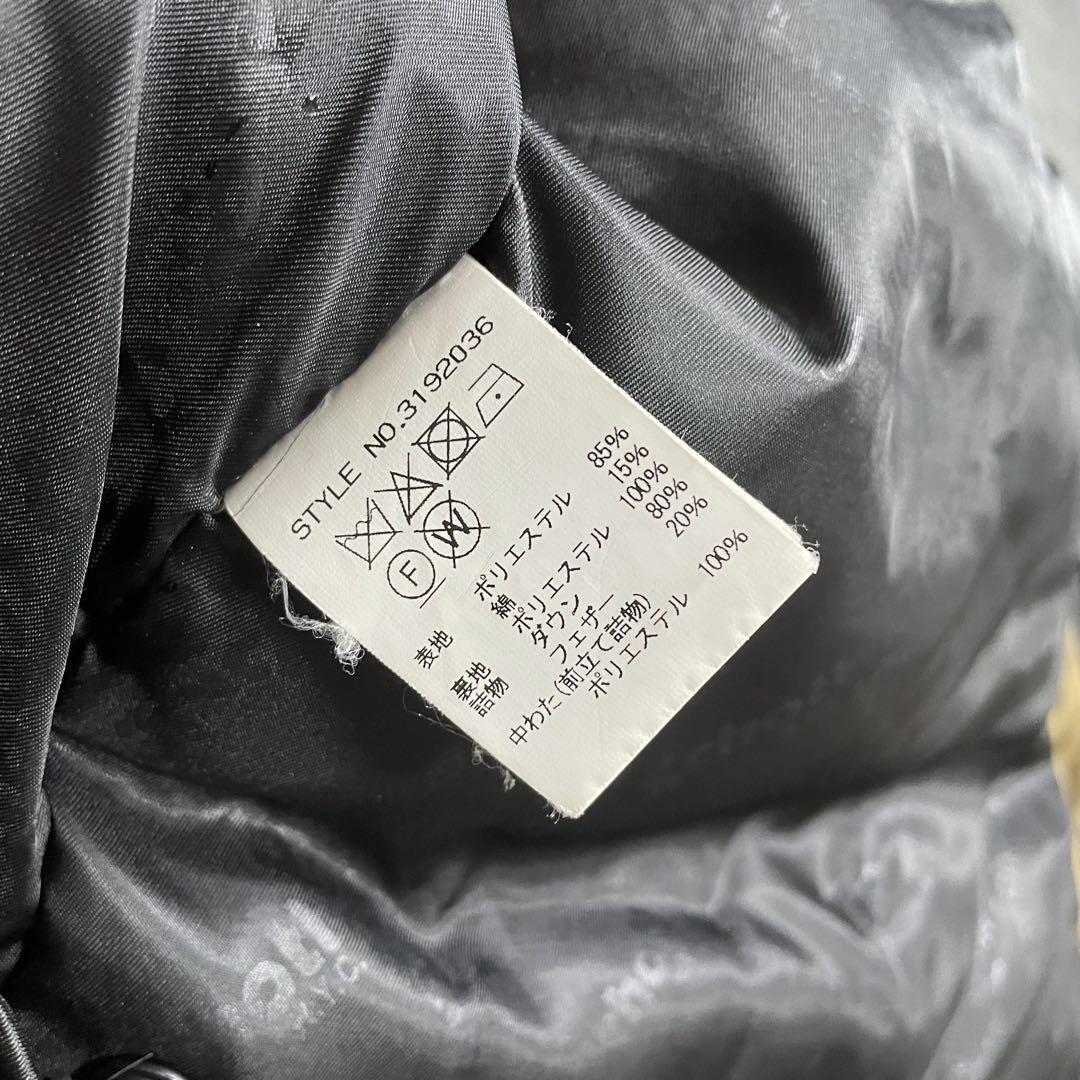 STYLE NO.3192036
F W
表地 ポリエステル 85%
綿 15%
裏地 ポリエステル 100%
詰物 ダウン 80%
フェザー 20%
中わた(前立て詰物)
ポリエステル 100%